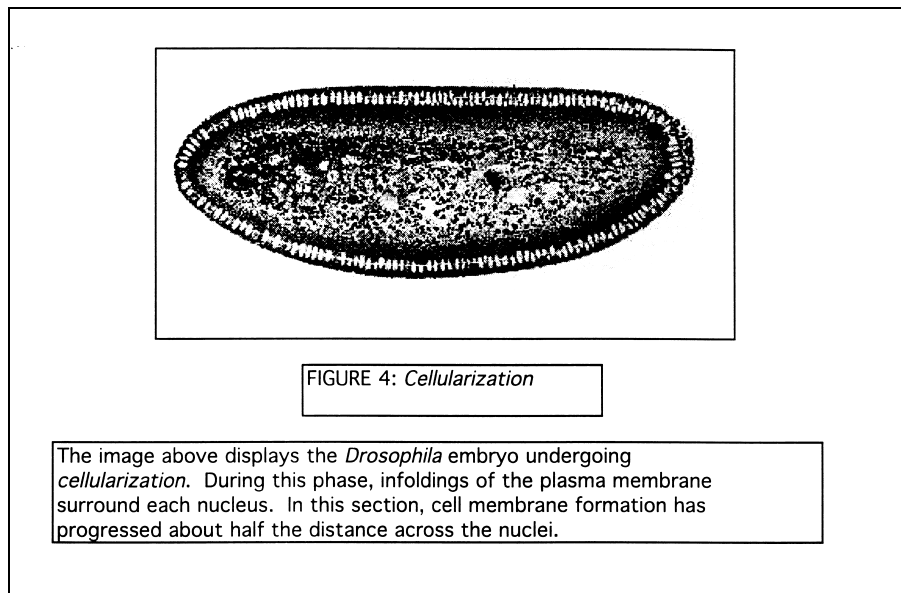 FIGURE 4: Cellularization
The image above displays the Drosophila embryo undergoing
cellularization.  During this phase, infoldings of the plasma membrane
surround each nucleus.  In this section, cell membrane formation has
progressed about half the distance across the nuclei.